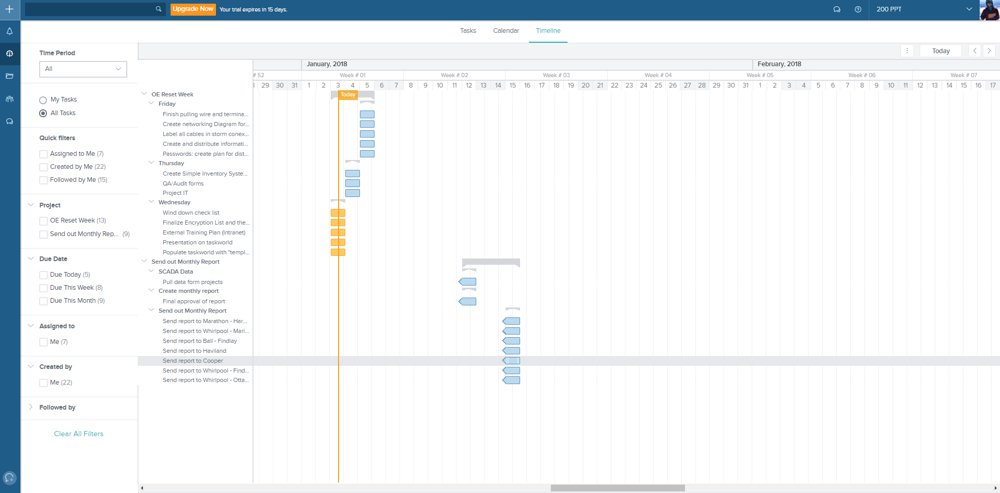 Upgrade Now
Your trial expires in 15 days.
200 PPT
Tasks
Calendar
Timeline
Time Period
All
My Tasks
All Tasks
Quick filters
Assigned to Me (7)
Created by Me (22)
Followed by Me (15)
Project
OE Reset Week (13)
Send out Monthly Rep... (9)
Due Date
Due Today (5)
Due This Week (8)
Due This Month (9)
Assigned to
Me (7)
Created by
Me (22)
Followed by
Clear All Filters
Today
January, 2018
February, 2018
# 52
Week # 01
Week # 02
Week # 03
Week # 04
Week # 05
Week # 06
Week # 07
29 30 31 1 2 3 4 5 6 7 8 9 10 11 12 13 14 15 16 17 18 19 20 21 22 23 24 25 26 27 28 29 30 31 1 2 3 4 5 6 7 8 9 10 11 12 13 14 15 16 17
Today
OE Reset Week
Friday
Finish pulling wire and termina...
Create networking Diagram for...
Label all cables in storm conex...
Create and distribute informati...
Passwords: create plan for dist...
Thursday
Create Simple Inventory Syste...
QA/Audit forms
Project IT
Wednesday
Wind down check list
Finalize Encryption List and the...
External Training Plan (Intranet)
Presentation on taskworld
Populate taskworld with "templ...
Send out Monthly Report
SCADA Data
Pull data form projects
Create monthly report
Final approval of report
Send out Monthly Report
Send report to Marathon - Har...
Send report to Whirlpool - Mari...
Send report to Ball - Findlay
Send report to Haviland
Send report to Cooper
Send report to Whirlpool - Find...
Send report to Whirlpool - Otta...